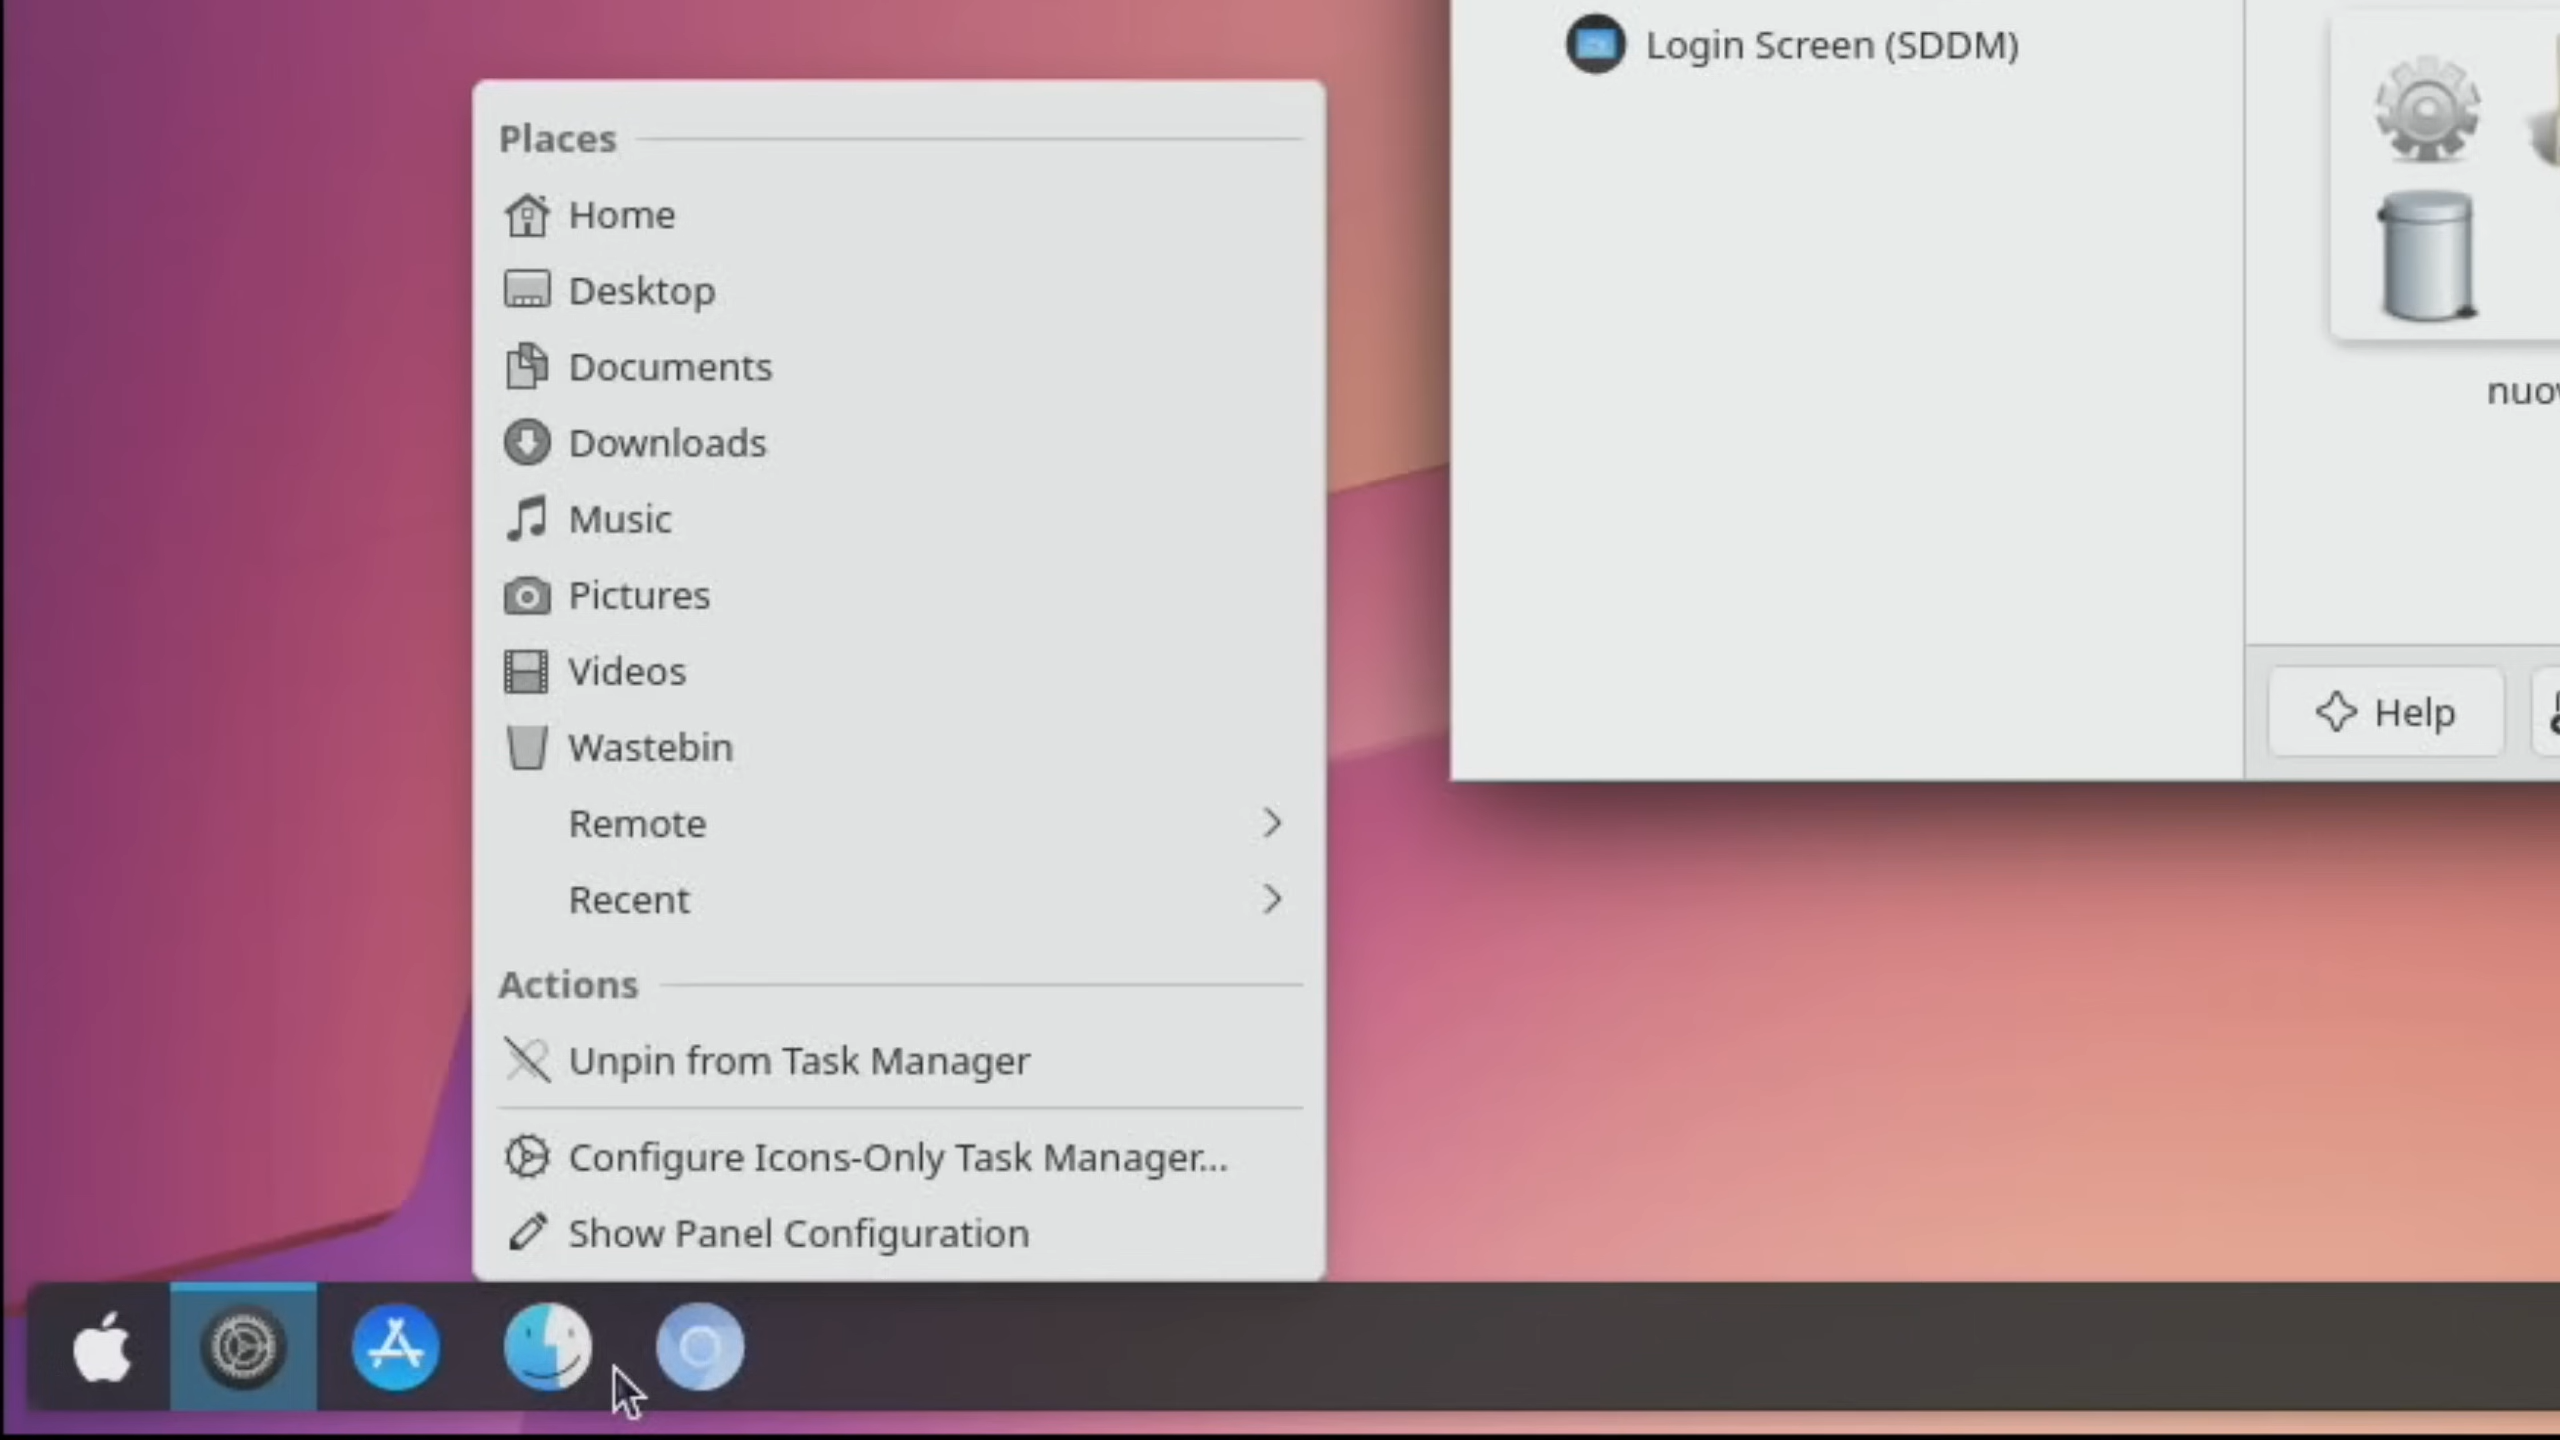 Login Screen (SDDM)
Places
Home
Desktop
Documents
Downloads
Music
Pictures
Videos
Wastebin
Remote
Recent
Actions
Unpin from Task Manager
Configure Icons-Only Task Manager...
Show Panel Configuration
Help